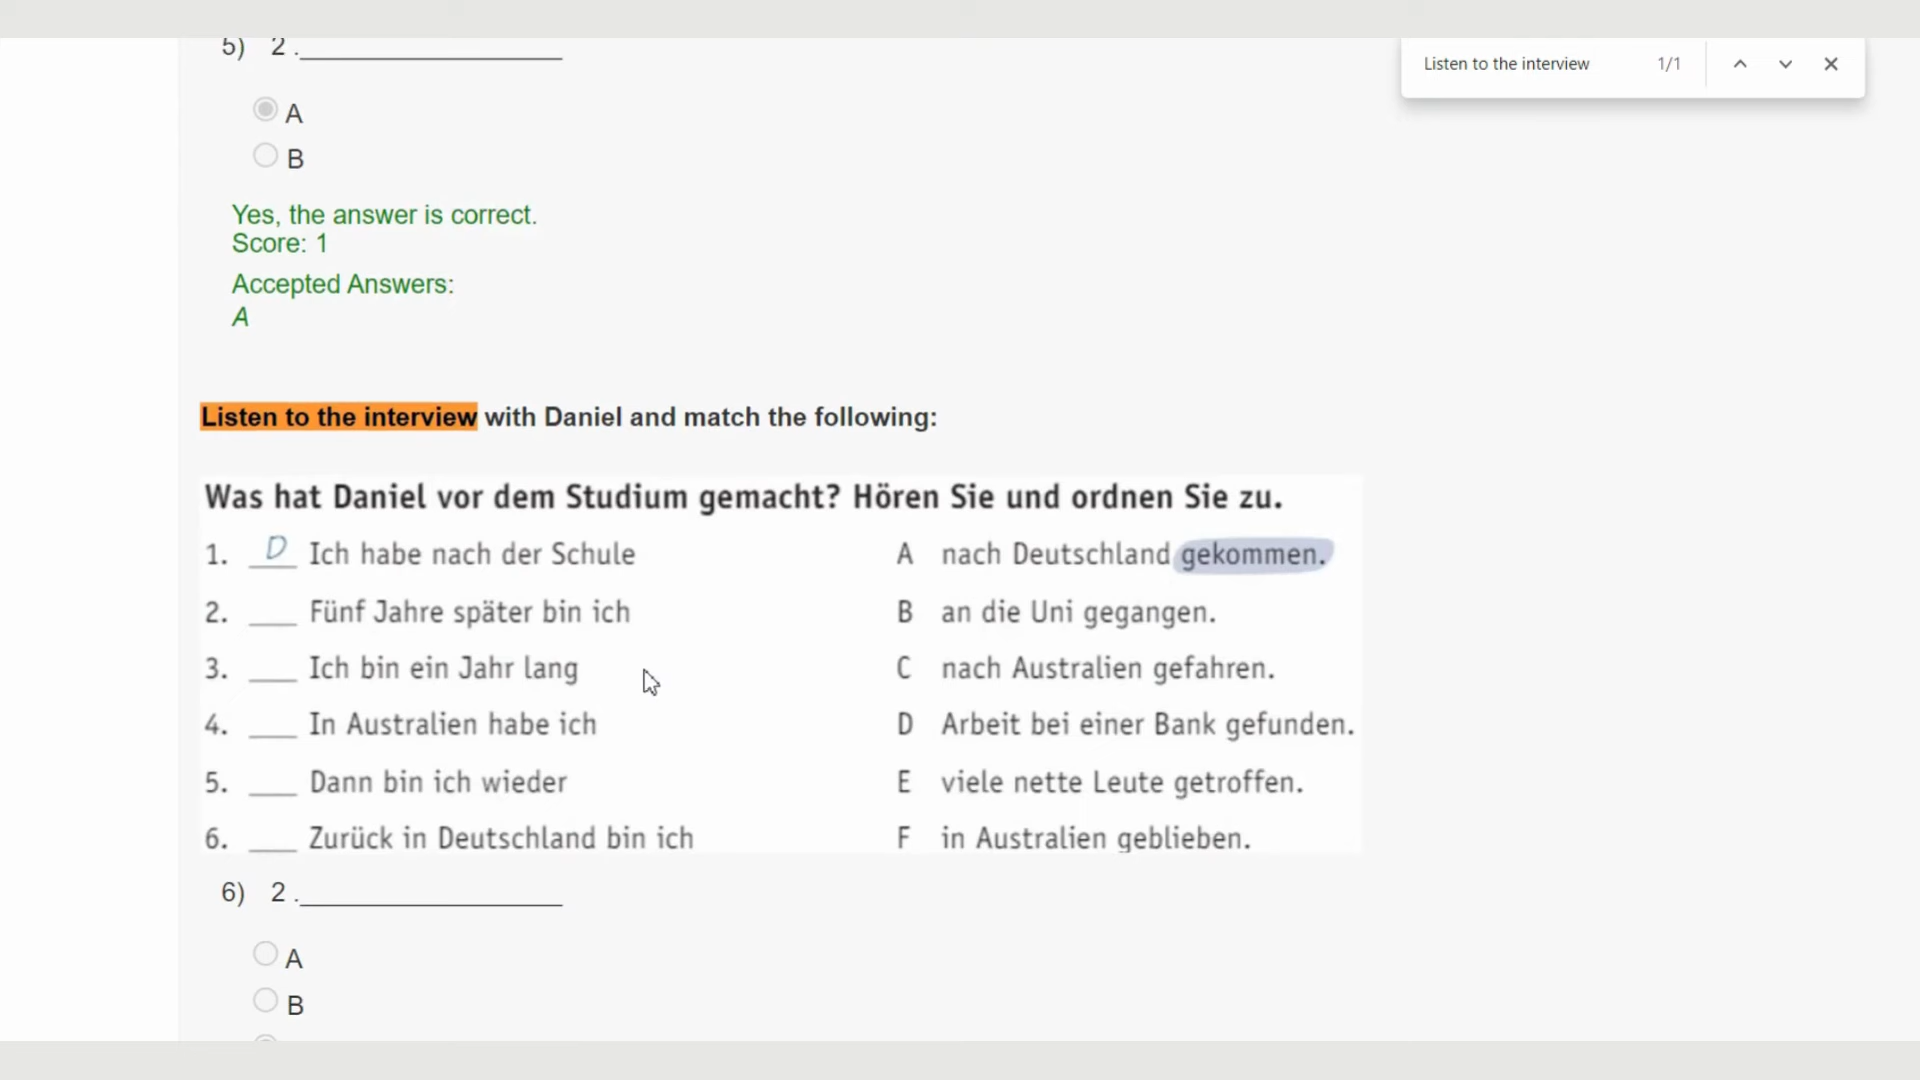 5) 2 .
Listen to the interview 1/1
A
B
Yes, the answer is correct.
Score: 1
Accepted Answers:
A
Listen to the interview with Daniel and match the following:
Was hat Daniel vor dem Studium gemacht? Hören Sie und ordnen Sie zu.
1. D Ich habe nach der Schule A nach Deutschland gekommen.
2. ___ Fünf Jahre später bin ich B an die Uni gegangen.
3. ___ Ich bin ein Jahr lang C nach Australien gefahren.
4. ___ In Australien habe ich D Arbeit bei einer Bank gefunden.
5. ___ Dann bin ich wieder E viele nette Leute getroffen.
6. ___ Zurück in Deutschland bin ich F in Australien geblieben.
6) 2 .
A
B